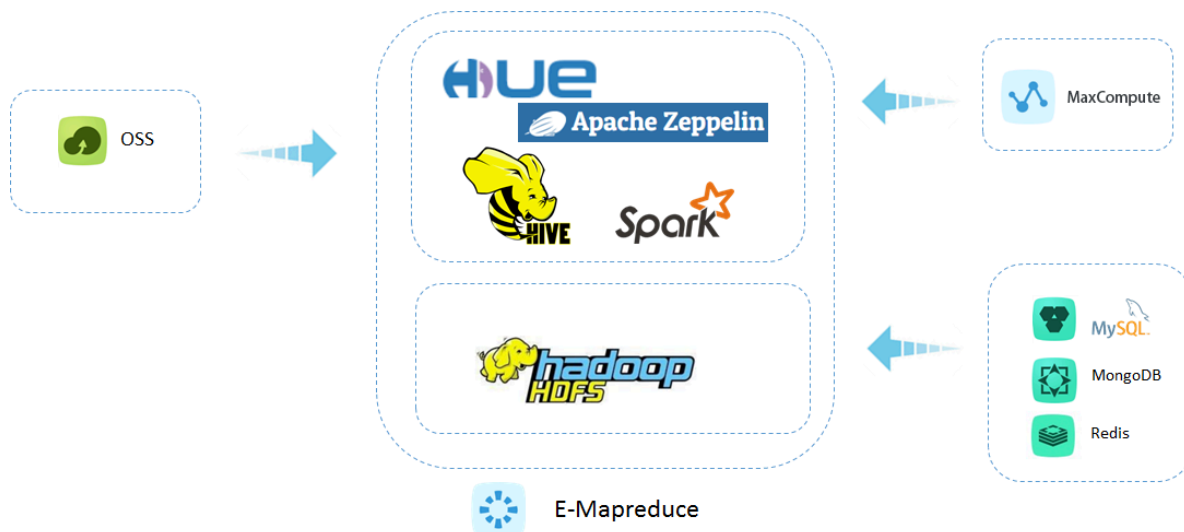 HUE
Apache Zeppelin
HIVE
Spark
OSS
MaxCompute
hadoop
HDFS
MySQL.
MongoDB
Redis
E-Mapreduce